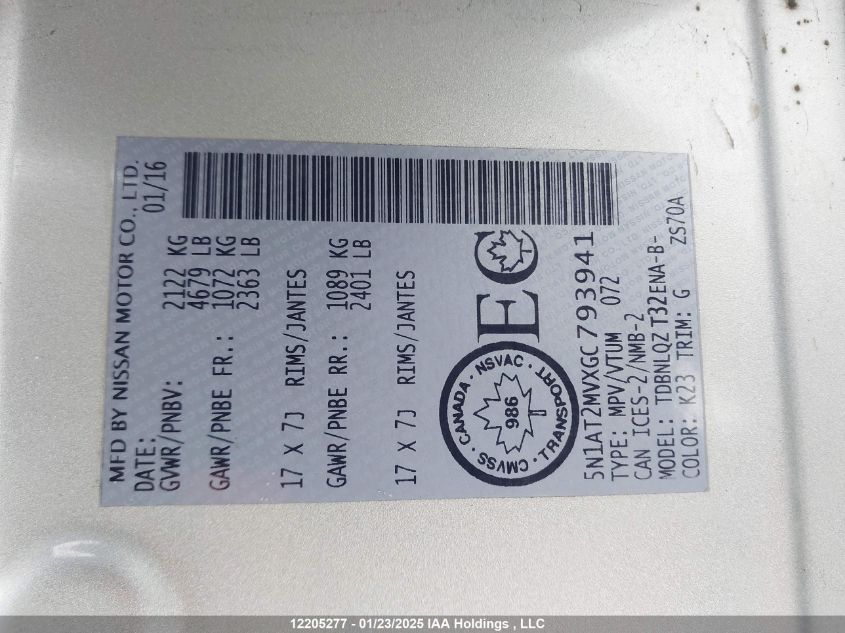 MFD BY NISSAN MOTOR CO., LTD.
DATE: 01/16
GVWR/PNBV: 2122 KG
4679 LB
GAWR/PNBE FR.: 1072 KG
2363 LB
17 X 7J RIMS/JANTES
GAWR/PNBE RR.: 1089 KG
2401 LB
17 X 7J RIMS/JANTES
CANADA · NSVAC · TRANSPORT · CMVSS
986
EC
5N1AT2MVXGC793941
TYPE: MPV/VTUM 072
CAN ICES-2/NMB-2
MODEL: TDBNLQZ T32ENA-B-
COLOR: K23 TRIM: G ZS70A
12205277 - 01/23/2025 IAA Holdings , LLC